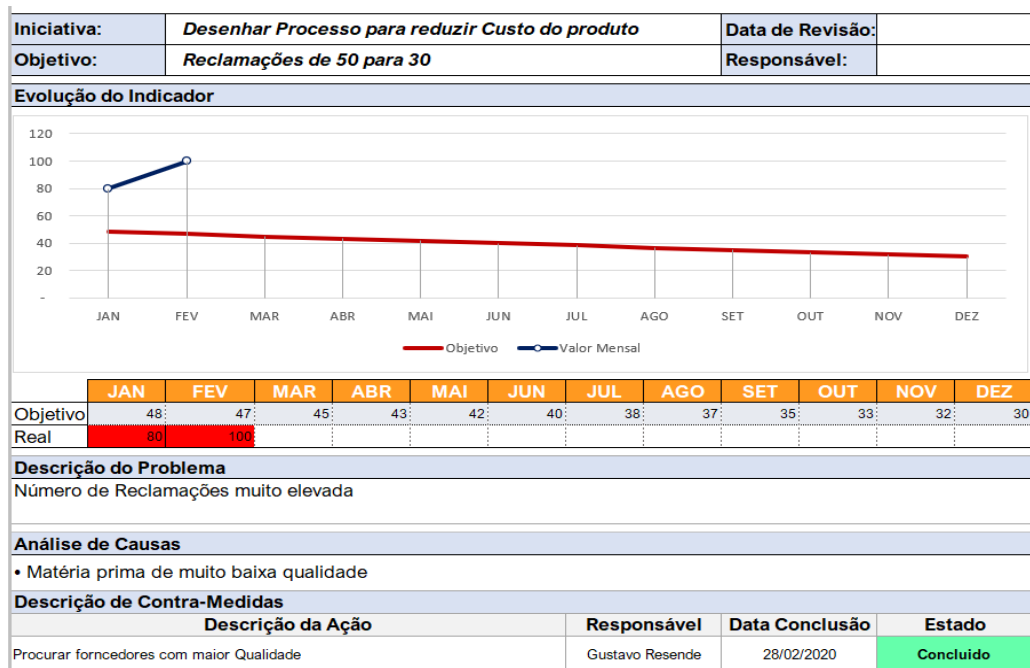 Iniciativa: Desenhar Processo para reduzir Custo do produto Data de Revisão:
Objetivo: Reclamações de 50 para 30 Responsável:
Evolução do Indicador
120
100
80
60
40
20
-
JAN FEV MAR ABR MAI JUN JUL AGO SET OUT NOV DEZ
Objetivo Valor Mensal
JAN FEV MAR ABR MAI JUN JUL AGO SET OUT NOV DEZ
Objetivo 48 47 45 43 42 40 38 37 35 33 32 30
Real 80 100
Descrição do Problema
Número de Reclamações muito elevada
Análise de Causas
• Matéria prima de muito baixa qualidade
Descrição de Contra-Medidas
Descrição da Ação Responsável Data Conclusão Estado
Procurar forncedores com maior Qualidade Gustavo Resende 28/02/2020 Concluido